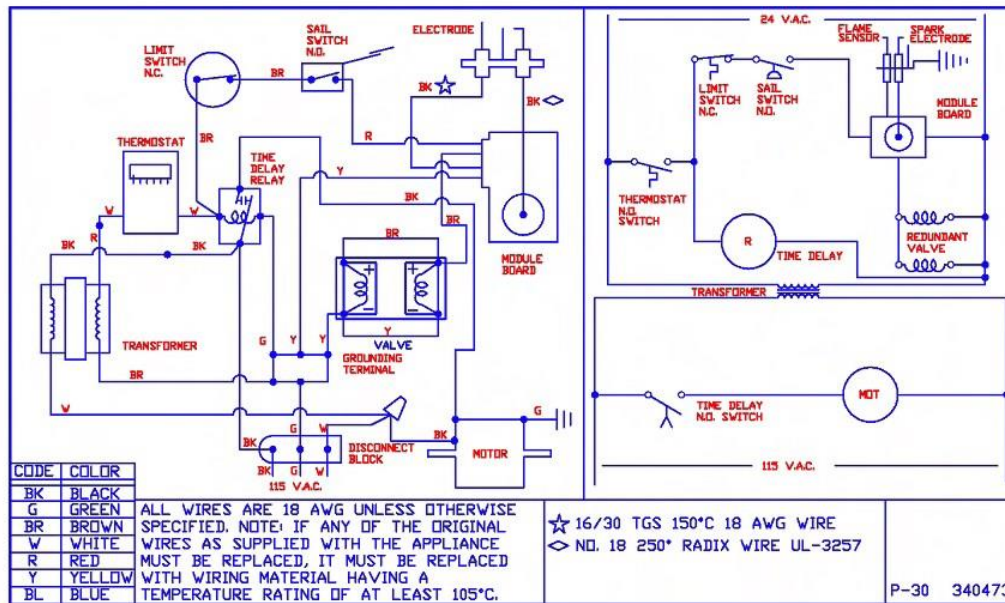 LIMIT
SWITCH
N.C.
SAIL
SWITCH
N.O.
ELECTRODE
BR
BK
BK
BR
R
THERMOSTAT
TIME
DELAY
RELAY
Y
BK
W
W
R
BK
BK
BR
BR
MODULE
BOARD
+
+
-
-
Y
VALVE
TRANSFORMER
G
Y
Y
GROUNDING
TERMINAL
BR
W
G
W
BK
DISCONNECT
BLOCK
BK
G
W
115 V.A.C.
BK
MOTOR
G
24 V.A.C.
FLAME
SENSOR
SPARK
ELECTRODE
LIMIT
SWITCH
N.C.
SAIL
SWITCH
N.O.
MODULE
BOARD
THERMOSTAT
N.O.
SWITCH
R
TIME DELAY
REDUNDANT
VALVE
TRANSFORMER
TIME DELAY
N.O. SWITCH
MOT
115 V.A.C.
CODE COLOR
BK BLACK
G GREEN
BR BROWN
W WHITE
R RED
Y YELLOW
BL BLUE
ALL WIRES ARE 18 AWG UNLESS OTHERWISE
SPECIFIED. NOTE: IF ANY OF THE ORIGINAL
WIRES AS SUPPLIED WITH THE APPLIANCE
MUST BE REPLACED, IT MUST BE REPLACED
WITH WIRING MATERIAL HAVING A
TEMPERATURE RATING OF AT LEAST 105°C.
16/30 TGS 150°C 18 AWG WIRE
NO. 18 250° RADIX WIRE UL-3257
P-30 340473